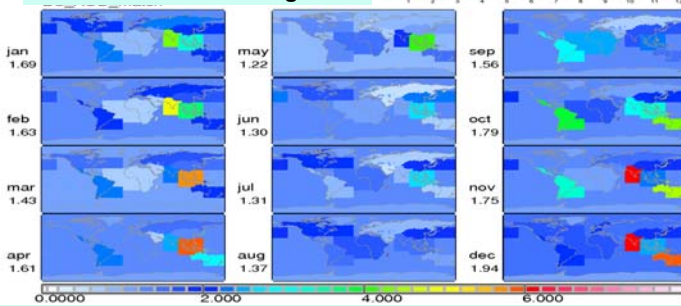 jan
1.69
feb
1.63
mar
1.43
apr
1.61
may
1.22
jun
1.30
jul
1.31
aug
1.37
sep
1.56
oct
1.79
nov
1.75
dec
1.94
0.0000 2.000 4.000 6.000